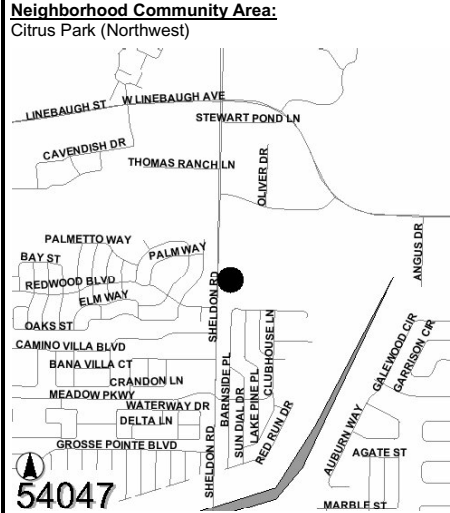 Neighborhood Community Area:
Citrus Park (Northwest)
LINEBAUGH ST
W LINEBAUGH AVE
STEWART POND LN
CAVENDISH DR
THOMAS RANCH LN
OLIVER DR
PALMETTO WAY
PALM WAY
ANGUS DR
BAY ST
REDWOOD BLVD
ELM WAY
SHELDON RD
OAKS ST
CAMINO VILLA BLVD
CLUBHOUSE LN
GALEWOOD CIR
GARRISON CIR
BANA VILLA CT
CRANDON LN
BARNSIDE PL
SUN DIAL DR
LAKE PINE PL
MEADOW PKWY
WATERWAY DR
DELTA LN
RED RUN DR
AUBURN WAY
GROSSE POINTE BLVD
SHELDON RD
AGATE ST
54047
MARBLE ST